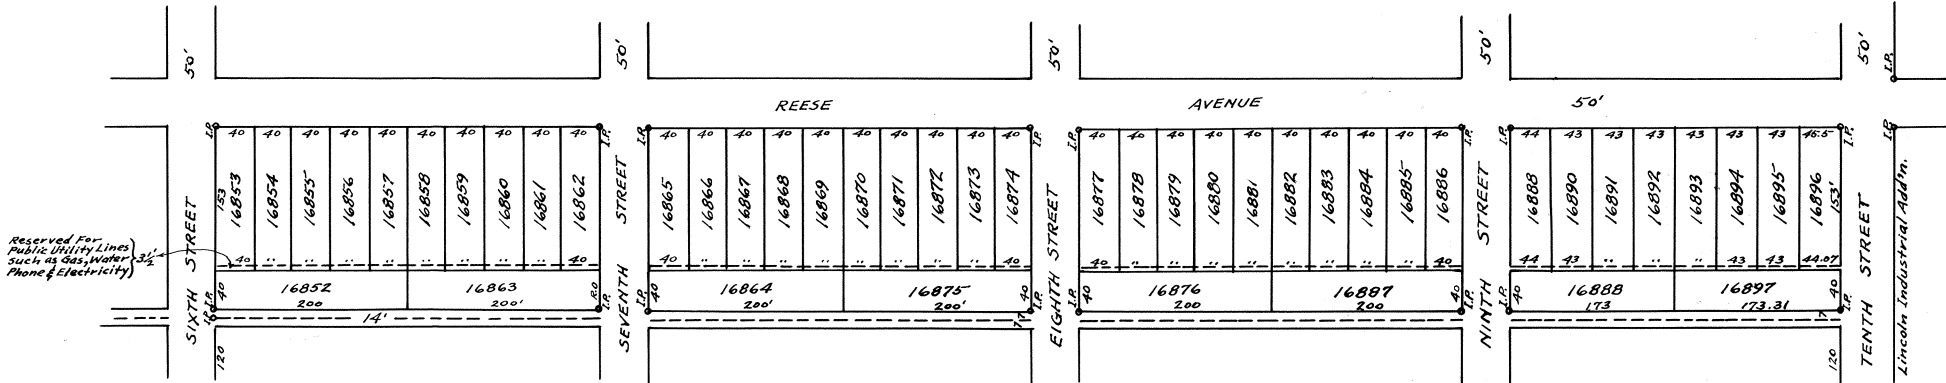 50'
50'
50'
50'
50'
I.P.
REESE
AVENUE
50'
I.P.
40 40 40 40 40 40 40 40 40 40
I.P.
40 40 40 40 40 40 40 40 40 40
I.P.
I.P.
40 40 40 40 40 40 40 40 40 40
I.P.
44 43 43 43 43 43 43 45.5
I.P.
I.P.
153
16853
16854
16855
16856
16857
16858
16859
16860
16861
16862
16865
16866
16867
16868
16869
16870
16871
16872
16873
16874
16877
16878
16879
16880
16881
16882
16883
16884
16885
16886
16888
16890
16891
16892
16893
16894
16895
16896
153'
40 " " " " " " " " 40
40 " " " " " " " " 40
40 " " " " " " " " 40
44 43 " " " 43 43 44.07
Reserved For
Public Utility Lines
Such as Gas, Water
Phone & Electricity
3½'
SIXTH STREET
SEVENTH STREET
EIGHTH STREET
NINTH STREET
TENTH STREET
Lincoln Industrial Add'n.
I.P.
40
16852
200
16863
200'
I.P.
40
16864
200'
16875
200'
40
I.P.
I.P.
40
16876
200
16887
200
40
I.P.
I.P.
40
16888
173
16897
173.31
40
I.P.
I.P.
14'
7
7
7
120
120